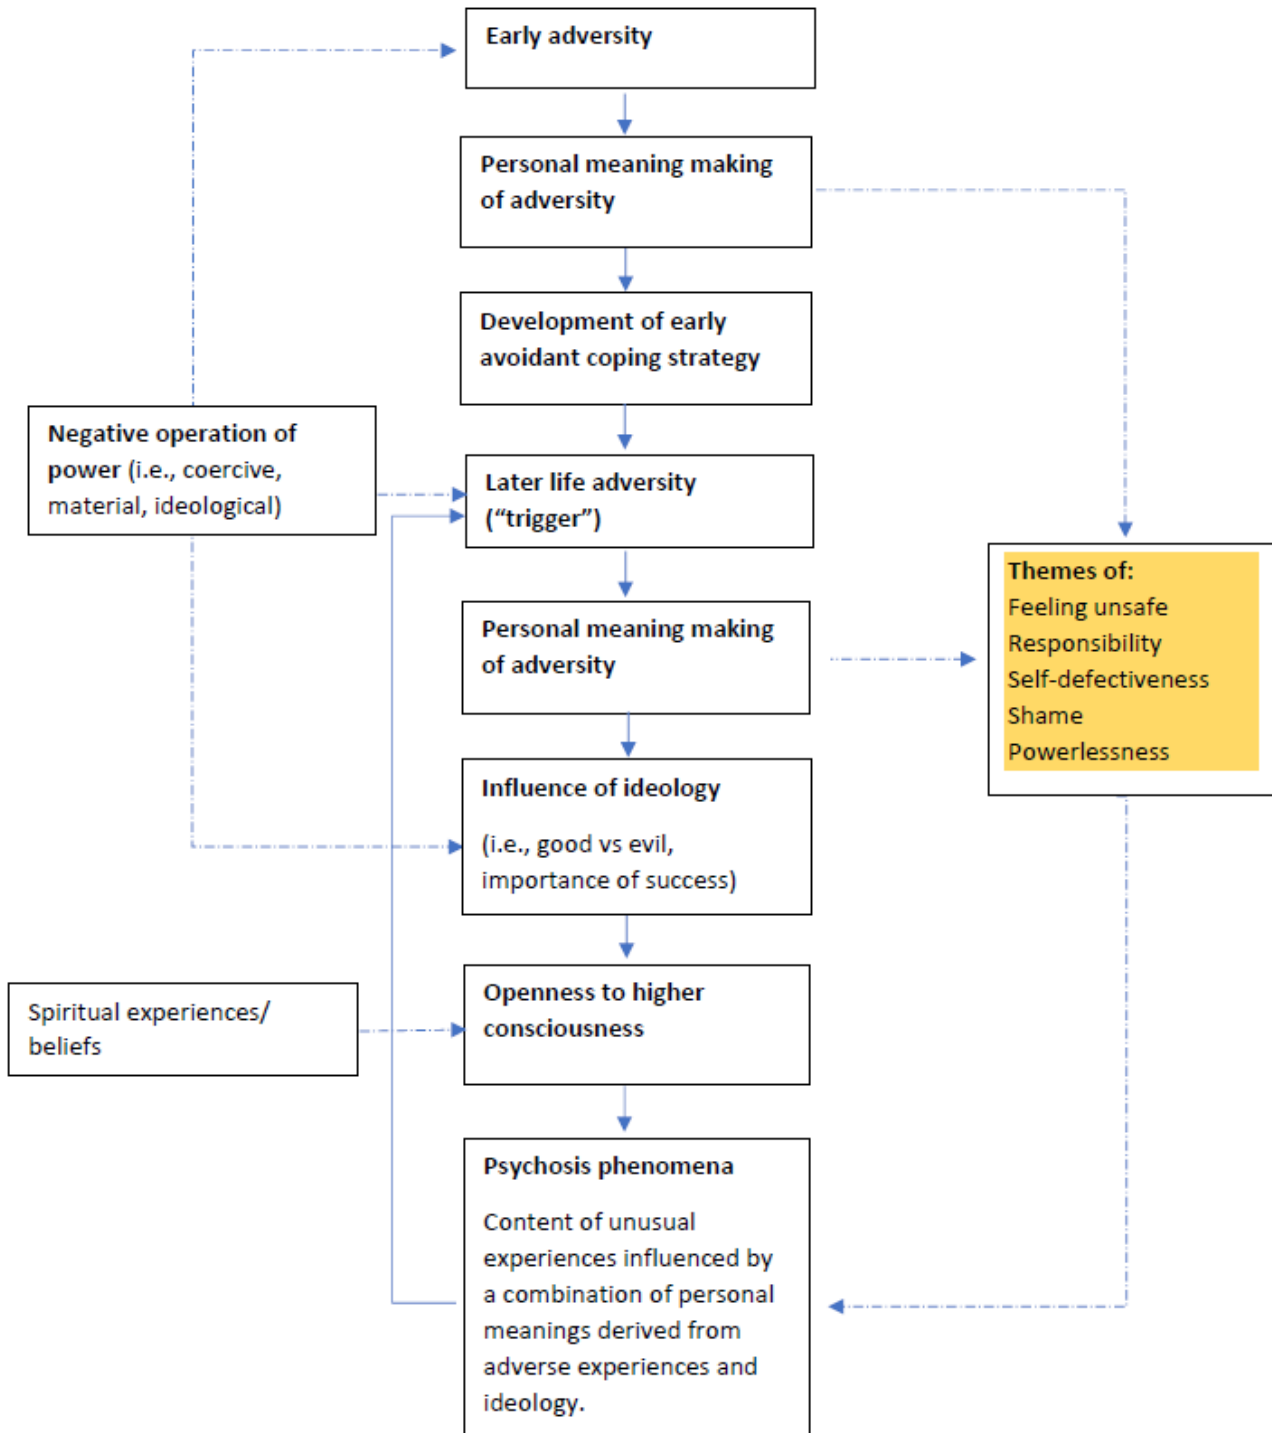 Early adversity
Personal meaning making
of adversity
Development of early
avoidant coping strategy
Negative operation of
power (i.e., coercive,
material, ideological)
Later life adversity
(“trigger”)
Themes of:
Feeling unsafe
Responsibility
Self-defectiveness
Shame
Powerlessness
Personal meaning making
of adversity
Influence of ideology
(i.e., good vs evil,
importance of success)
Spiritual experiences/
beliefs
Openness to higher
consciousness
Psychosis phenomena
Content of unusual
experiences influenced by
a combination of personal
meanings derived from
adverse experiences and
ideology.